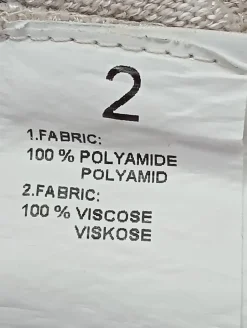 2
1.FABRIC:
100 % POLYAMIDE
POLYAMID
2.FABRIC:
100 % VISCOSE
VISKOSE